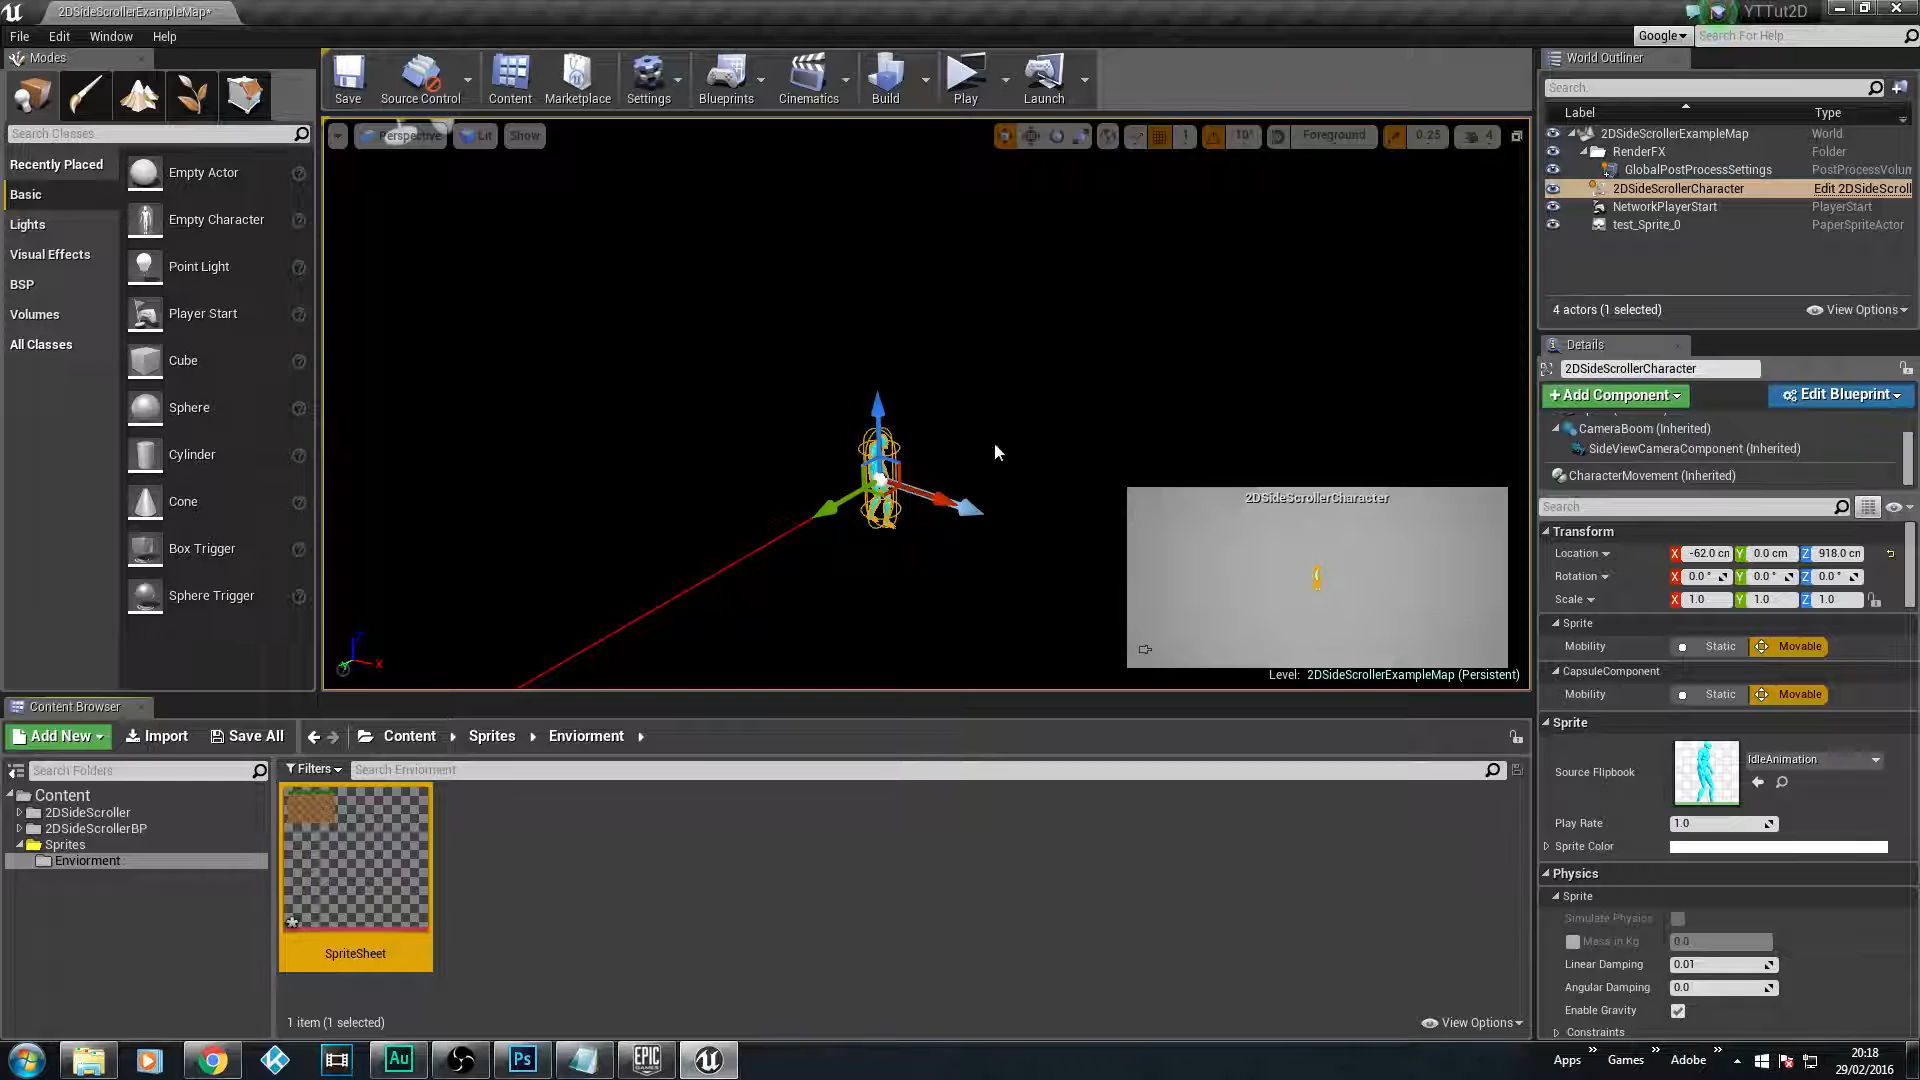 2DSideScrollerExampleMap*
YTTut2D
File Edit Window Help
Google
Search For Help
Modes
Search Classes
Recently Placed
Basic
Lights
Visual Effects
BSP
Volumes
All Classes
Empty Actor
Empty Character
Point Light
Player Start
Cube
Sphere
Cylinder
Cone
Box Trigger
Sphere Trigger
Save
Source Control
Content
Marketplace
Settings
Blueprints
Cinematics
Build
Play
Launch
Perspective
Lit
Show
1
10°
Foreground
0.25
4
2DSideScrollerCharacter
Z
X
Level: 2DSideScrollerExampleMap (Persistent)
World Outliner
Search.
Label Type
2DSideScrollerExampleMap World
RenderFX Folder
GlobalPostProcessSettings PostProcessVolum
2DSideScrollerCharacter Edit 2DSideScroll
NetworkPlayerStart PlayerStart
test_Sprite_0 PaperSpriteActor
4 actors (1 selected)
View Options
Details
2DSideScrollerCharacter
+Add Component
Edit Blueprint
CameraBoom (Inherited)
SideViewCameraComponent (Inherited)
CharacterMovement (Inherited)
Search
Transform
Location X -62.0 cm Y 0.0 cm Z 918.0 cm
Rotation X 0.0 ° Y 0.0 ° Z 0.0 °
Scale X 1.0 Y 1.0 Z 1.0
Sprite
Mobility Static Movable
CapsuleComponent
Mobility Static Movable
Sprite
Source Flipbook
IdleAnimation
Play Rate 1.0
Sprite Color
Physics
Sprite
Simulate Physics
Mass in Kg 0.0
Linear Damping 0.01
Angular Damping 0.0
Enable Gravity
Constraints
Content Browser
Add New
Import
Save All
Content
Sprites
Enviorment
Search Folders
Filters
Search Enviorment
Content
2DSideScroller
2DSideScrollerBP
Sprites
Enviorment
SpriteSheet
1 item (1 selected)
View Options
Au
Ps
EPIC
GAMES
Apps
Games
Adobe
20:18
29/02/2016